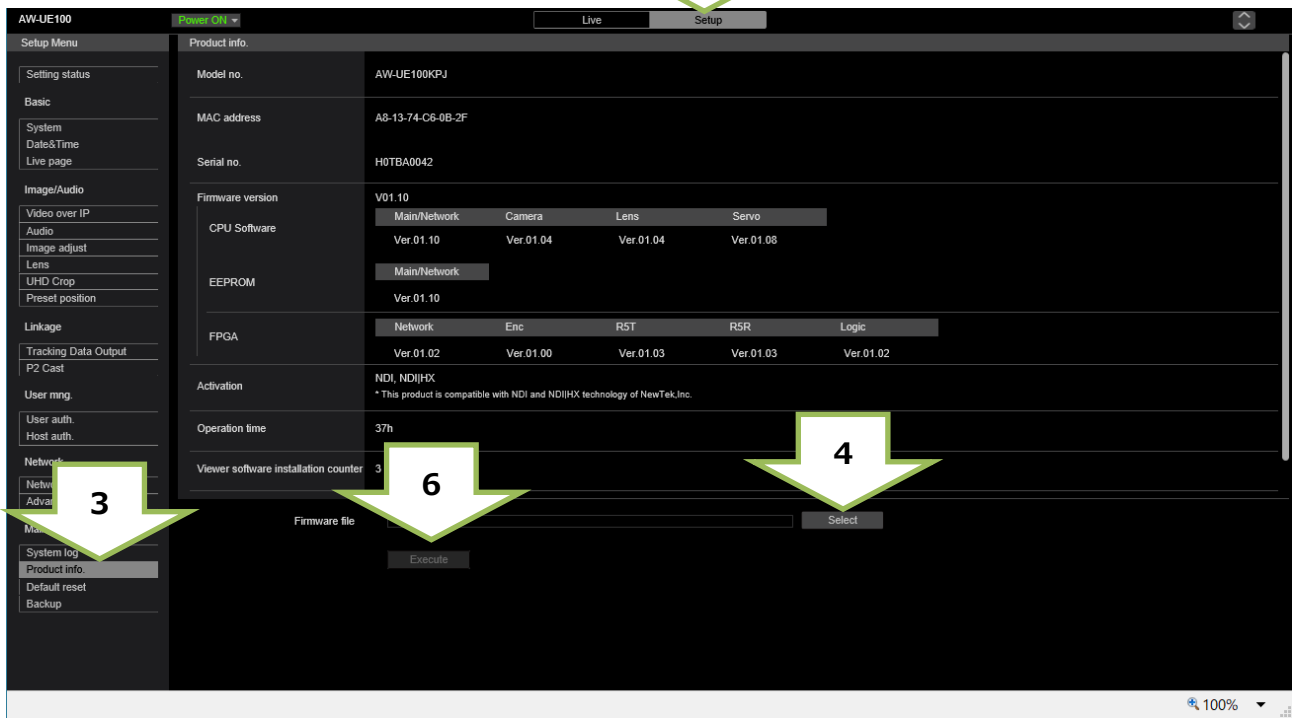 AW-UE100 Power ON Live Setup
Setup Menu Product info.
Setting status
Basic
System
Date&Time
Live page
Image/Audio
Video over IP
Audio
Image adjust
Lens
UHD Crop
Preset position
Linkage
Tracking Data Output
P2 Cast
User mng.
User auth.
Host auth.
Network
System log
Product info.
Default reset
Backup
Model no. AW-UE100KPJ
MAC address A8-13-74-C6-0B-2F
Serial no. H0TBA0042
Firmware version V01.10
CPU Software
Main/Network Camera Lens Servo
Ver.01.10 Ver.01.04 Ver.01.04 Ver.01.08
EEPROM
Main/Network
Ver.01.10
FPGA
Network Enc R5T R5R Logic
Ver.01.02 Ver.01.00 Ver.01.03 Ver.01.03 Ver.01.02
Activation NDI, NDI|HX
* This product is compatible with NDI and NDI|HX technology of NewTek,Inc.
Operation time 37h
Viewer software installation counter 3
Firmware file Select
Execute
3
6
4
100%